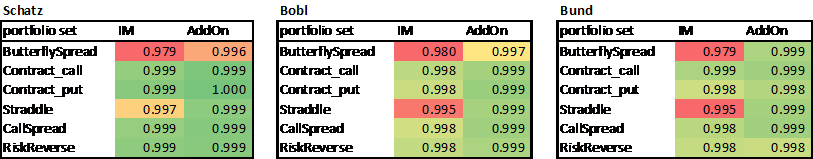 Schatz Bobl Bund
portfolio set IM AddOn portfolio set IM AddOn portfolio set IM AddOn
ButterflySpread 0.979 0.996 ButterflySpread 0.980 0.997 ButterflySpread 0.979 0.999
Contract_call 0.999 0.999 Contract_call 0.998 0.999 Contract_call 0.999 0.999
Contract_put 0.999 1.000 Contract_put 0.998 0.999 Contract_put 0.998 0.998
Straddle 0.997 0.999 Straddle 0.995 0.999 Straddle 0.995 0.999
CallSpread 0.999 0.999 CallSpread 0.998 0.999 CallSpread 0.998 0.999
RiskReverse 0.999 0.999 RiskReverse 0.998 0.999 RiskReverse 0.998 0.998